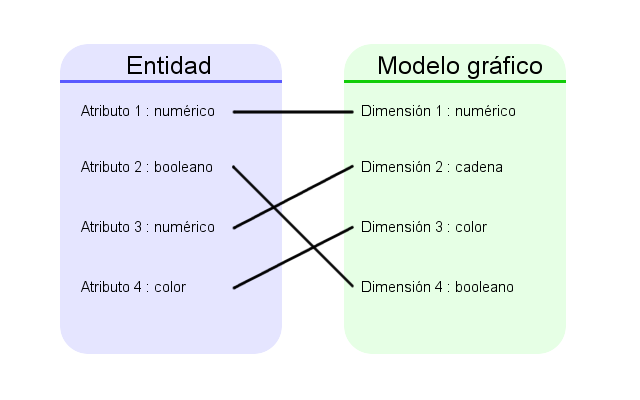 Entidad
Atributo 1 : numérico
Atributo 2 : booleano
Atributo 3 : numérico
Atributo 4 : color
Modelo gráfico
Dimensión 1 : numérico
Dimensión 2 : cadena
Dimensión 3 : color
Dimensión 4 : booleano